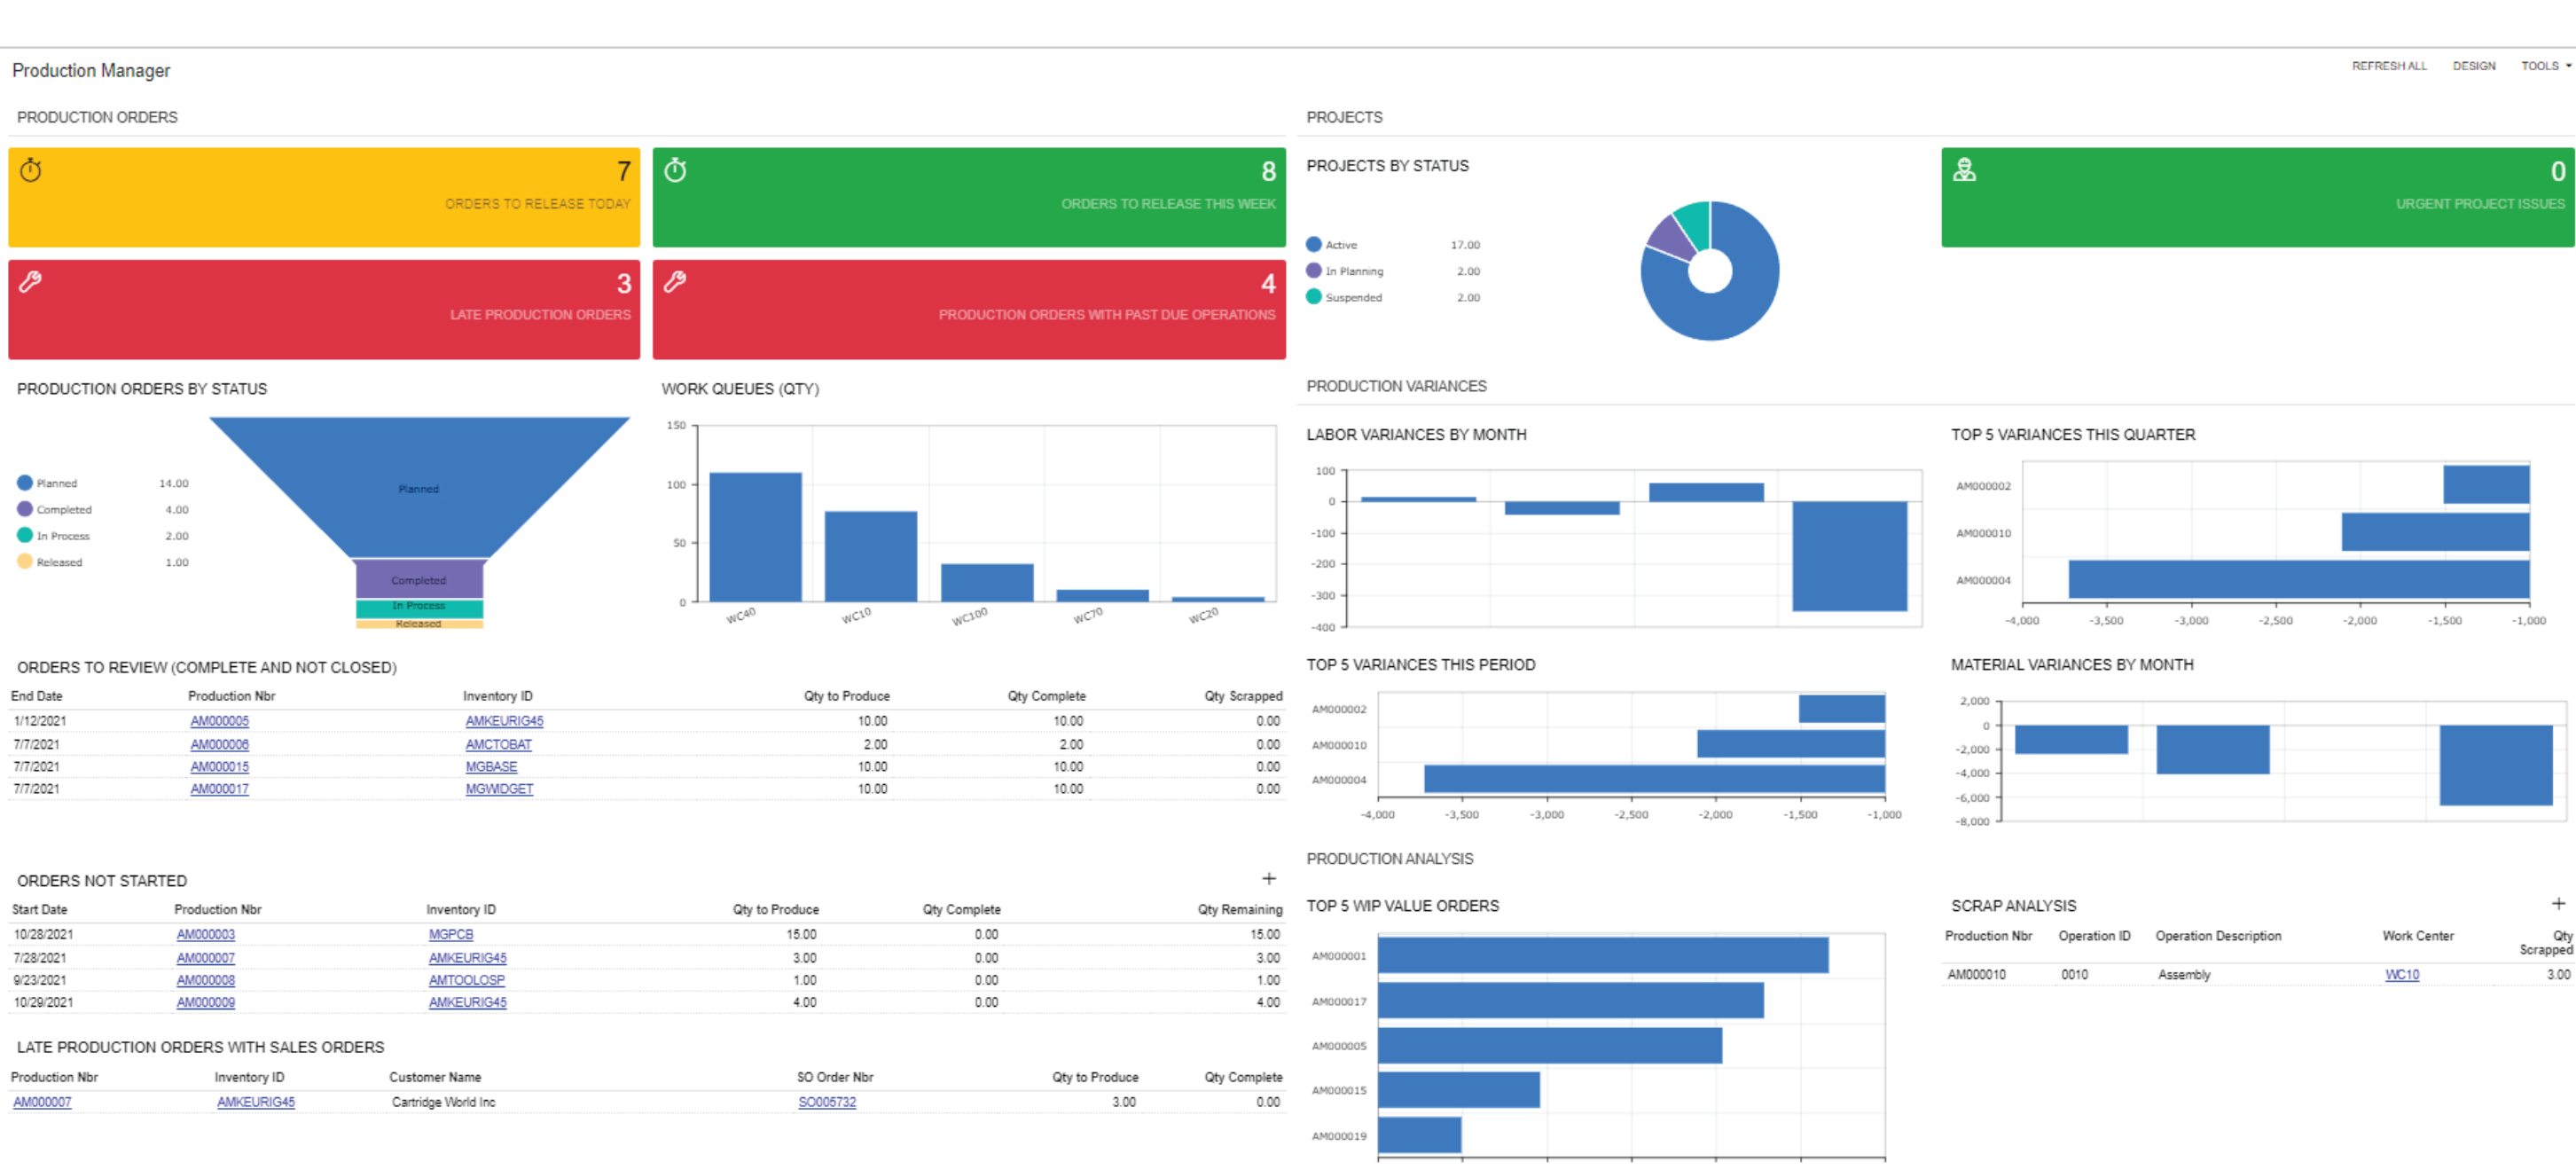 Production Manager
REFRESH ALL DESIGN TOOLS
PRODUCTION ORDERS
7
ORDERS TO RELEASE TODAY
8
ORDERS TO RELEASE THIS WEEK
3
LATE PRODUCTION ORDERS
4
PRODUCTION ORDERS WITH PAST DUE OPERATIONS
PRODUCTION ORDERS BY STATUS
Planned 14.00
Completed 4.00
In Process 2.00
Released 1.00
Planned
Completed
In Process
Released
WORK QUEUES (QTY)
150
100
50
0
WC40 WC10 WC100 WC70 WC20
ORDERS TO REVIEW (COMPLETE AND NOT CLOSED)
End Date Production Nbr Inventory ID Qty to Produce Qty Complete Qty Scrapped
1/12/2021 AM000005 AMKEURIG45 10.00 10.00 0.00
7/7/2021 AM000006 AMCTOBAT 2.00 2.00 0.00
7/7/2021 AM000015 MGBASE 10.00 10.00 0.00
7/7/2021 AM000017 MGWIDGET 10.00 10.00 0.00
ORDERS NOT STARTED
Start Date Production Nbr Inventory ID Qty to Produce Qty Complete Qty Remaining
10/28/2021 AM000003 MGPCB 15.00 0.00 15.00
7/28/2021 AM000007 AMKEURIG45 3.00 0.00 3.00
9/23/2021 AM000008 AMTOOLOSP 1.00 0.00 1.00
10/29/2021 AM000009 AMKEURIG45 4.00 0.00 4.00
LATE PRODUCTION ORDERS WITH SALES ORDERS
Production Nbr Inventory ID Customer Name SO Order Nbr Qty to Produce Qty Complete
AM000007 AMKEURIG45 Cartridge World Inc SO005732 3.00 0.00
PROJECTS
PROJECTS BY STATUS
Active 17.00
In Planning 2.00
Suspended 2.00
0
URGENT PROJECT ISSUES
PRODUCTION VARIANCES
LABOR VARIANCES BY MONTH
100
0
-100
-200
-300
-400
TOP 5 VARIANCES THIS QUARTER
AM000002
AM000010
AM000004
-4,000 -3,500 -3,000 -2,500 -2,000 -1,500 -1,000
TOP 5 VARIANCES THIS PERIOD
AM000002
AM000010
AM000004
-4,000 -3,500 -3,000 -2,500 -2,000 -1,500 -1,000
MATERIAL VARIANCES BY MONTH
2,000
0
-2,000
-4,000
-6,000
-8,000
PRODUCTION ANALYSIS
TOP 5 WIP VALUE ORDERS
AM000001
AM000017
AM000005
AM000015
AM000019
SCRAP ANALYSIS
Production Nbr Operation ID Operation Description Work Center Qty
Scrapped
AM000010 0010 Assembly WC10 3.00